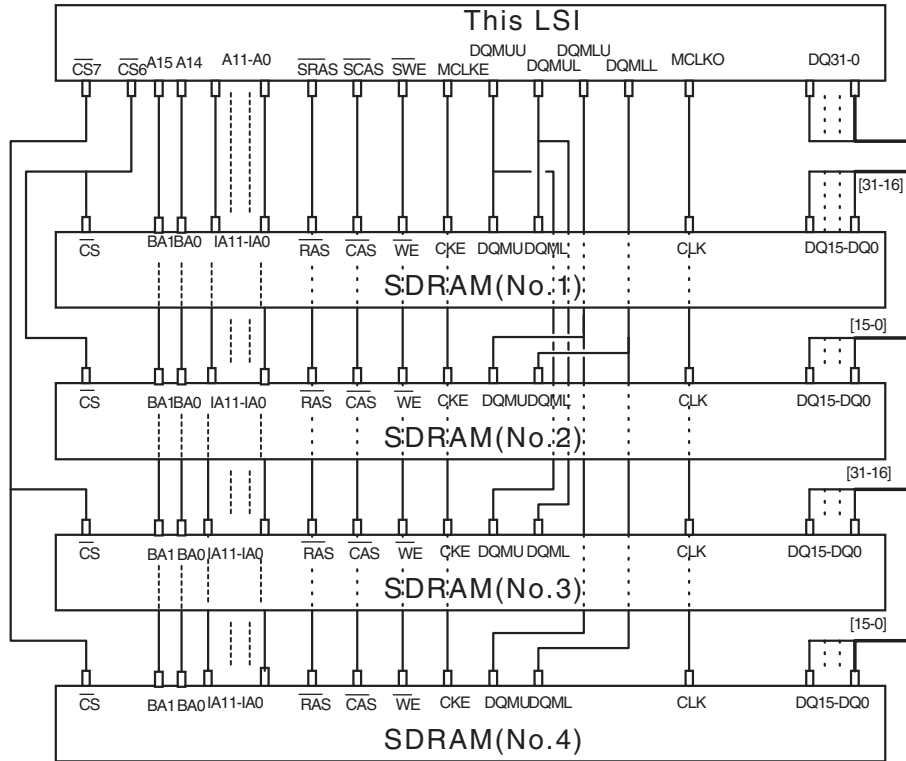 This LSI
CS7 CS6 A15 A14 A11-A0 SRAS SCAS SWE MCLKE DQMUU DQMUL DQMLU DQMLL MCLKO DQ31-0
[31-16]
CS BA1 BA0 IA11-IA0 RAS CAS WE CKE DQMU DQML CLK DQ15-DQ0
SDRAM(No.1)
[15-0]
CS BA1 BA0 IA11-IA0 RAS CAS WE CKE DQMU DQML CLK DQ15-DQ0
SDRAM(No.2)
[31-16]
CS BA1 BA0 IA11-IA0 RAS CAS WE CKE DQMU DQML CLK DQ15-DQ0
SDRAM(No.3)
[15-0]
CS BA1 BA0 IA11-IA0 RAS CAS WE CKE DQMU DQML CLK DQ15-DQ0
SDRAM(No.4)